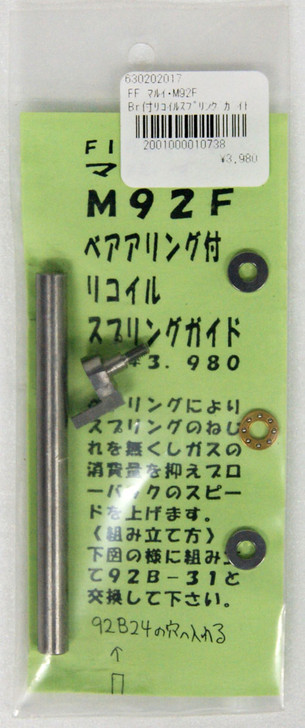 630202017
FF マルイ・M92F
Br付リコイルスプリング ガイド
2001000010738
¥3,980
FI
マ
M92F
ベアアリング付
リコイル
スプリングガイド
¥3.980
リングにより
スプリングのねじ
れを無くしガスの
消費量を抑えブロ
ーバックのスピー
ドを上げます。
〈組み立て方〉
下図の様に組み立
て92B-31と
交換して下さい。
92B24の穴へ入れる
↑